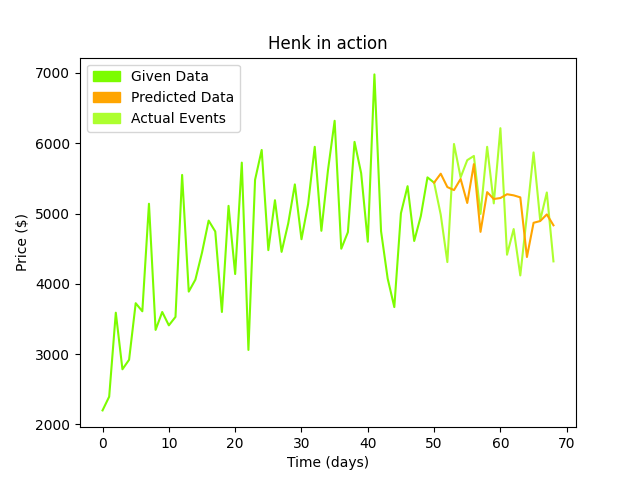 Henk in action
Given Data
Predicted Data
Actual Events
Price ($)
7000
6000
5000
4000
3000
2000
0 10 20 30 40 50 60 70
Time (days)